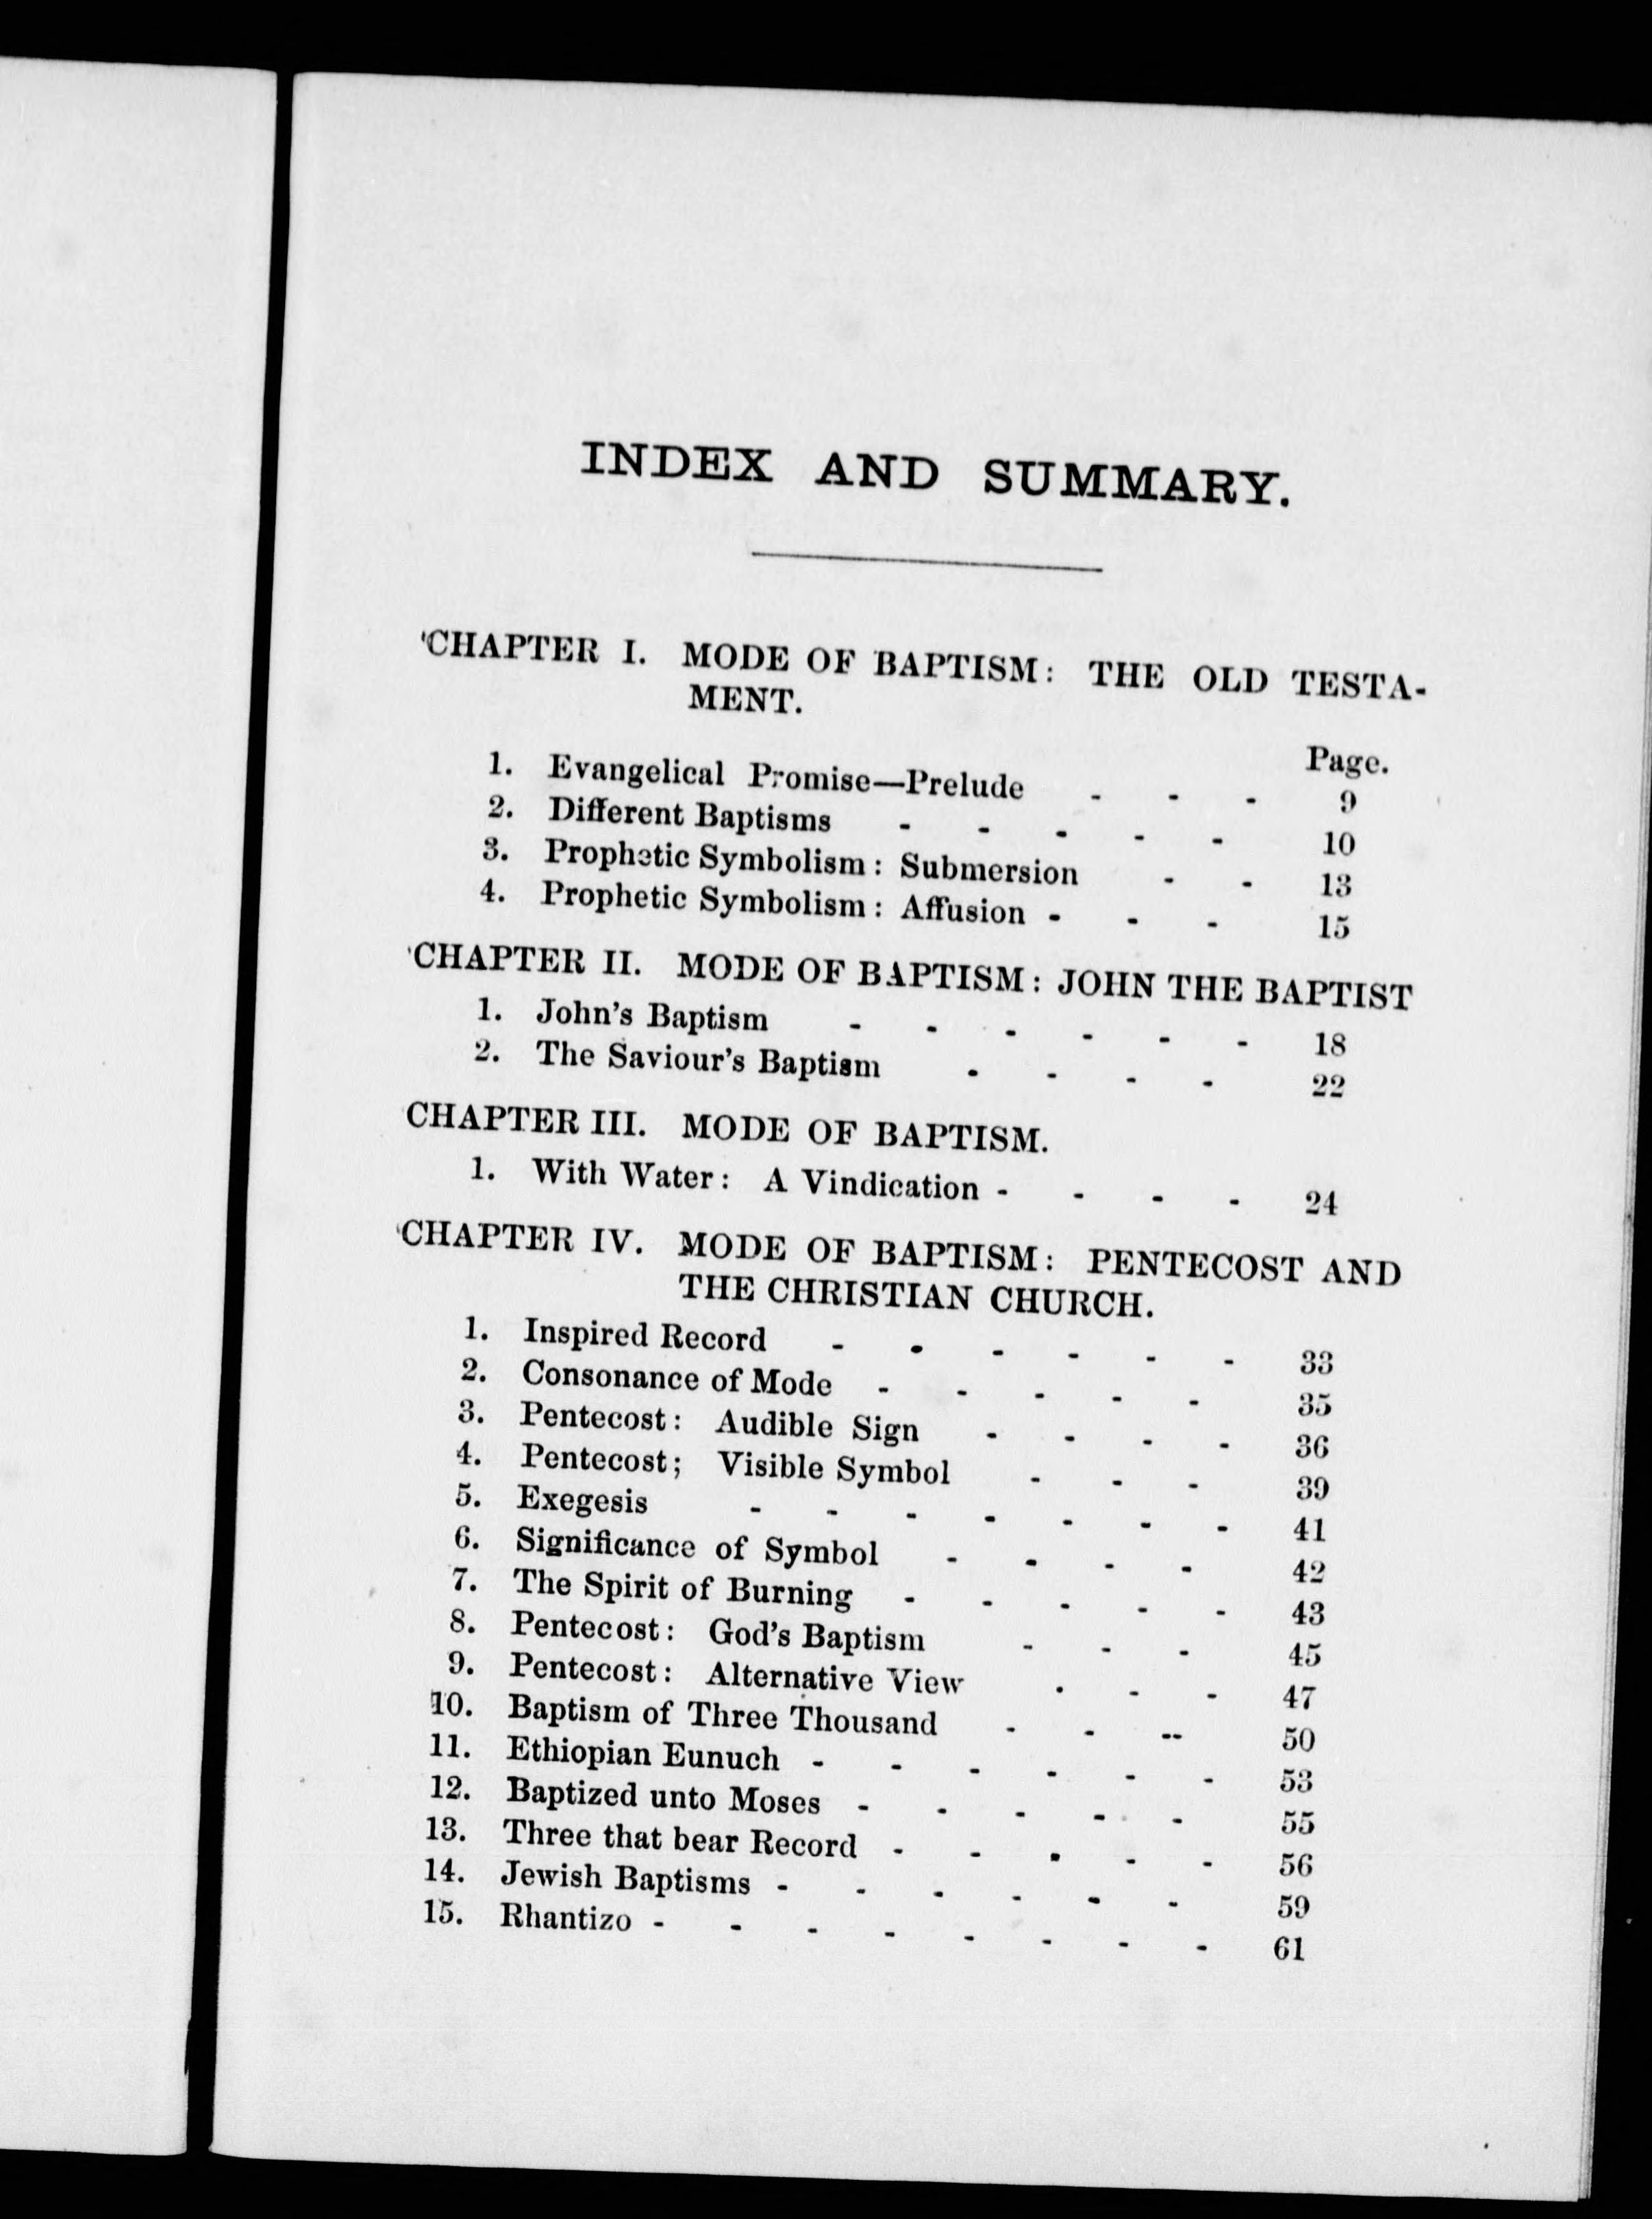 INDEX AND SUMMARY.
CHAPTER I. MODE OF BAPTISM: THE OLD TESTA-
MENT.
Page.
1. Evangelical Promise—Prelude - - - 9
2. Different Baptisms - - - - - 10
3. Prophetic Symbolism: Submersion - - 13
4. Prophetic Symbolism: Affusion - - - 15
CHAPTER II. MODE OF BAPTISM: JOHN THE BAPTIST
1. John's Baptism - - - - - - 18
2. The Saviour's Baptism - - - - 22
CHAPTER III. MODE OF BAPTISM.
1. With Water: A Vindication - - - - 24
CHAPTER IV. MODE OF BAPTISM: PENTECOST AND
THE CHRISTIAN CHURCH.
1. Inspired Record - - - - - - 33
2. Consonance of Mode - - - - - 35
3. Pentecost: Audible Sign - - - - 36
4. Pentecost; Visible Symbol - - - 39
5. Exegesis - - - - - - - 41
6. Significance of Symbol - - - - 42
7. The Spirit of Burning - - - - - 43
8. Pentecost: God's Baptism - - - 45
9. Pentecost: Alternative View - - - 47
10. Baptism of Three Thousand - - -- 50
11. Ethiopian Eunuch - - - - - - 53
12. Baptized unto Moses - - - - - 55
13. Three that bear Record - - - - - 56
14. Jewish Baptisms - - - - - - 59
15. Rhantizo - - - - - - - - 61